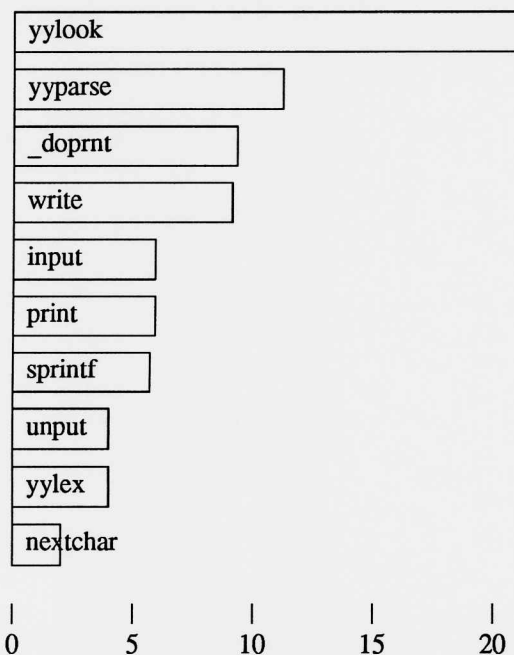 yylook
yyparse
_doprnt
write
input
print
sprintf
unput
yylex
nextchar
0 5 10 15 20